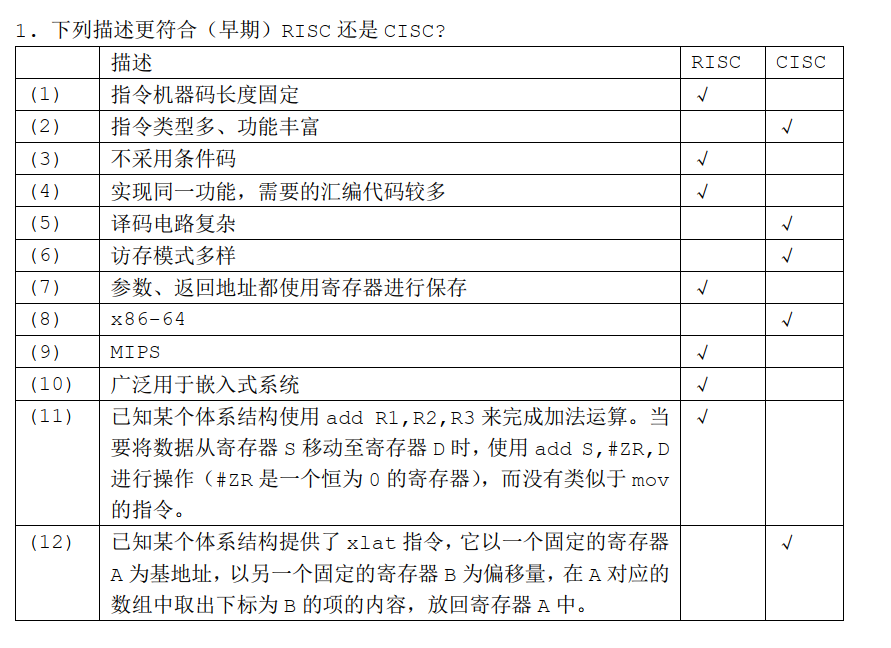 1. 下列描述更符合（早期）RISC 还是 CISC?
描述 RISC CISC
(1) 指令机器码长度固定 √
(2) 指令类型多、功能丰富 √
(3) 不采用条件码 √
(4) 实现同一功能，需要的汇编代码较多 √
(5) 译码电路复杂 √
(6) 访存模式多样 √
(7) 参数、返回地址都使用寄存器进行保存 √
(8) x86-64 √
(9) MIPS √
(10) 广泛用于嵌入式系统 √
(11) 已知某个体系结构使用 add R1,R2,R3 来完成加法运算。当 √
要将数据从寄存器 S 移动至寄存器 D 时，使用 add S,#ZR,D
进行操作（#ZR 是一个恒为 0 的寄存器），而没有类似于 mov
的指令。
(12) 已知某个体系结构提供了 xlat 指令，它以一个固定的寄存器 √
A 为基地址，以另一个固定的寄存器 B 为偏移量，在 A 对应的
数组中取出下标为 B 的项的内容，放回寄存器 A 中。